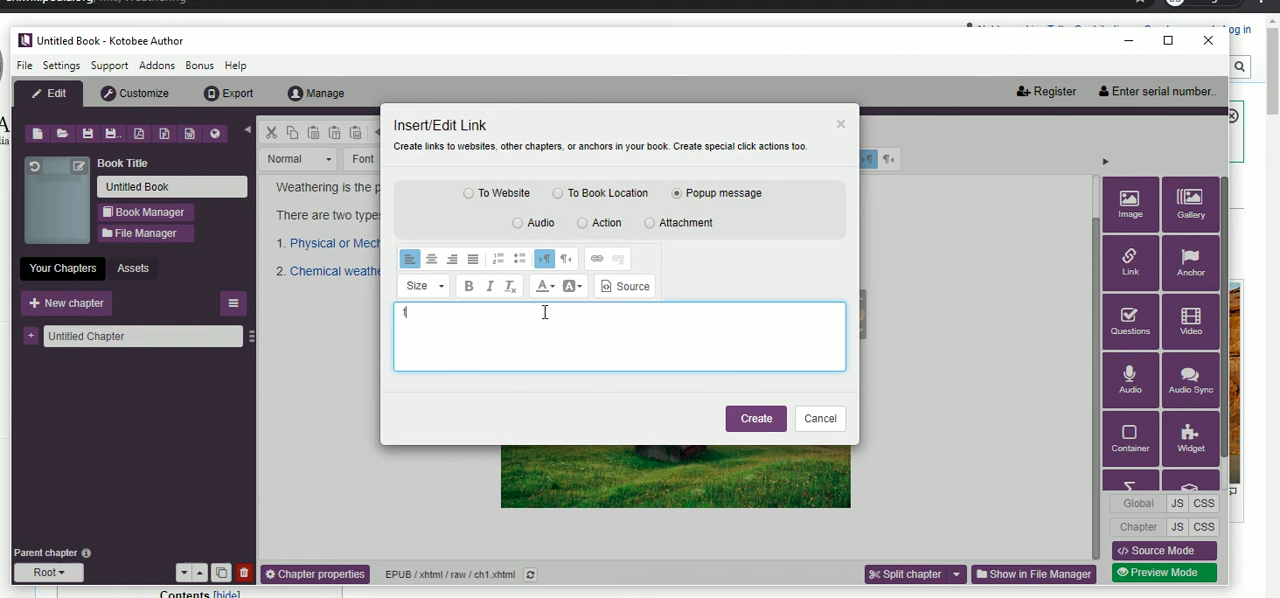 Untitled Book - Kotobee Author
File Settings Support Addons Bonus Help
Edit Customize Export Manage
Register Enter serial number..
Book Title
Untitled Book
Book Manager
File Manager
Your Chapters Assets
New chapter
Untitled Chapter
Parent chapter
Root
Normal Font
Weathering is the
There are two type
1. Physical or Mech
2. Chemical weathe
Insert/Edit Link
Create links to websites, other chapters, or anchors in your book. Create special click actions too.
To Website To Book Location Popup message
Audio Action Attachment
Size B I Source
t
Create Cancel
Image Gallery
Link Anchor
Questions Video
Audio Audio Sync
Container Widget
Global JS CSS
Chapter JS CSS
</> Source Mode
Preview Mode
Chapter properties EPUB / xhtml / raw / ch1.xhtml Split chapter Show in File Manager
Contents [hide]